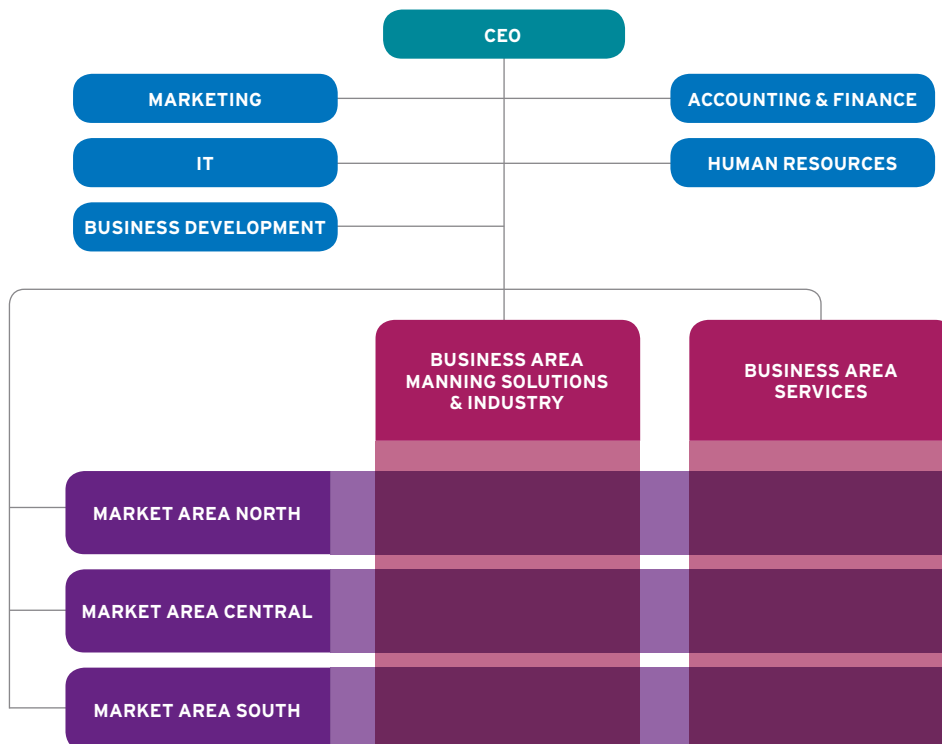 CEO
MARKETING
ACCOUNTING & FINANCE
IT
HUMAN RESOURCES
BUSINESS DEVELOPMENT
BUSINESS AREA
MANNING SOLUTIONS
& INDUSTRY
BUSINESS AREA
SERVICES
MARKET AREA NORTH
MARKET AREA CENTRAL
MARKET AREA SOUTH